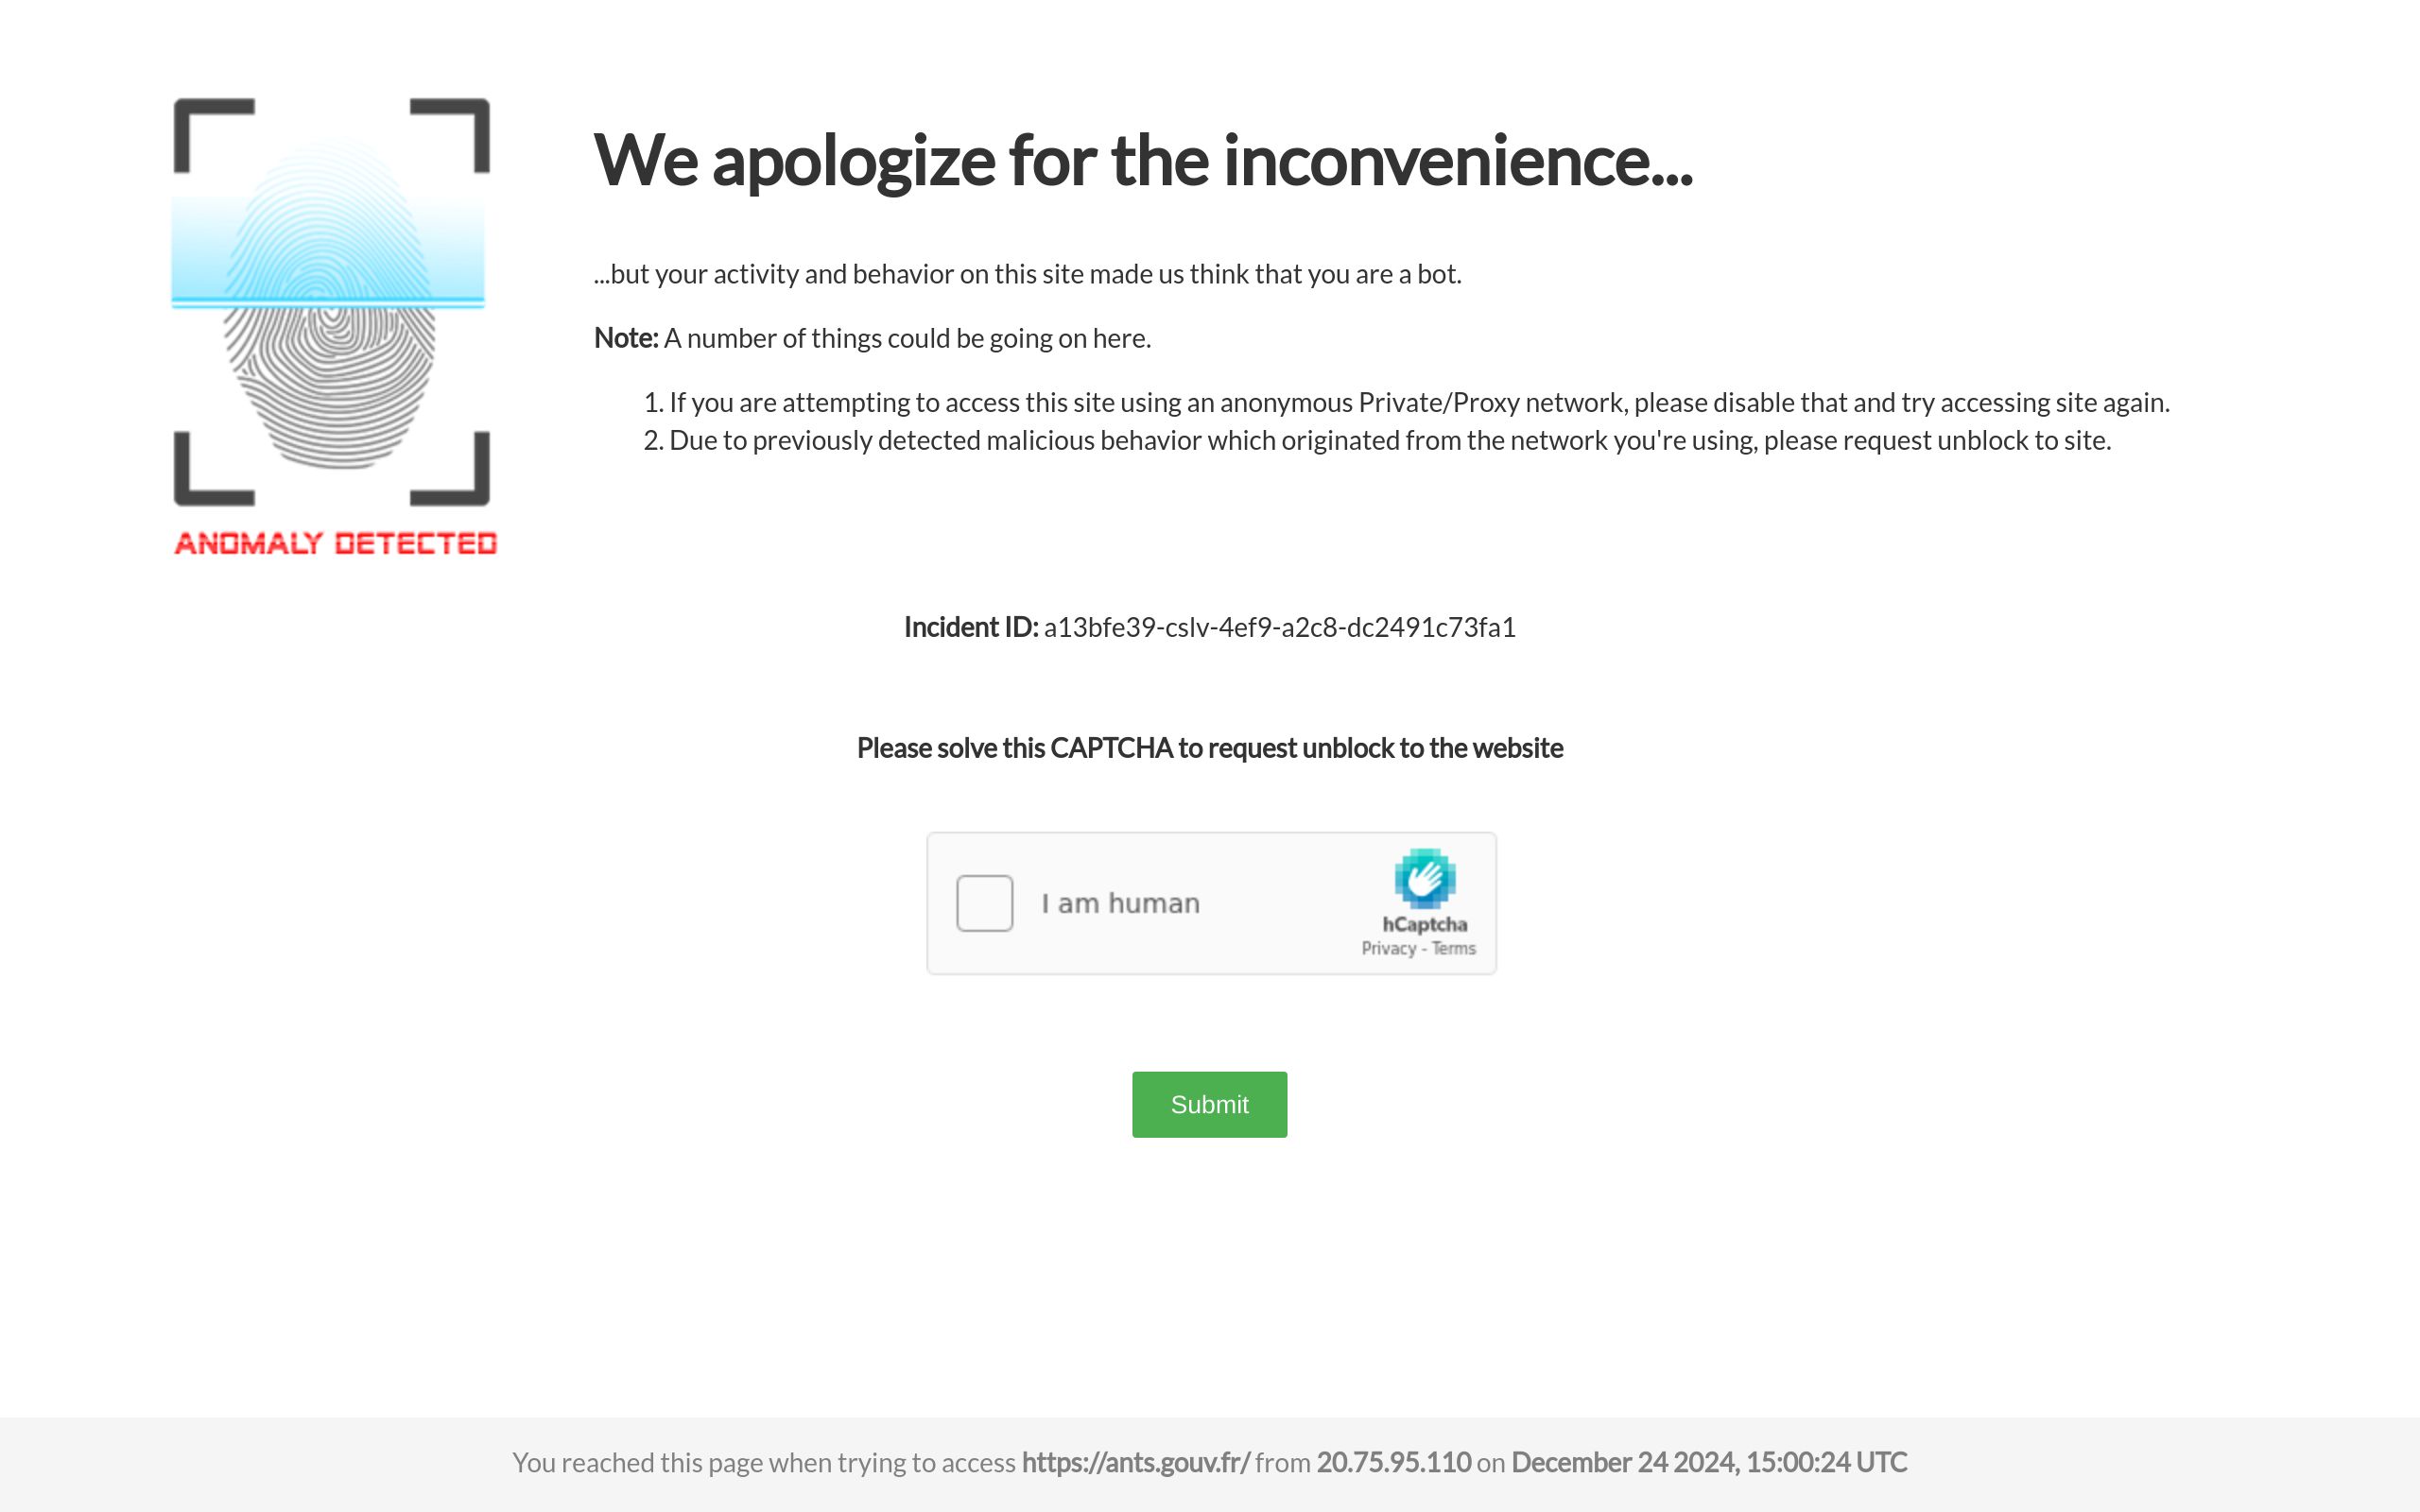 We apologize for the inconvenience...
...but your activity and behavior on this site made us think that you are a bot.
Note: A number of things could be going on here.
1. If you are attempting to access this site using an anonymous Private/Proxy network, please disable that and try accessing site again.
2. Due to previously detected malicious behavior which originated from the network you're using, please request unblock to site.
ANOMALY DETECTED
Incident ID: a13bfe39-cslv-4ef9-a2c8-dc2491c73fa1
Please solve this CAPTCHA to request unblock to the website
I am human
hCaptcha
Privacy - Terms
Submit
You reached this page when trying to access https://ants.gouv.fr/ from 20.75.95.110 on December 24 2024, 15:00:24 UTC